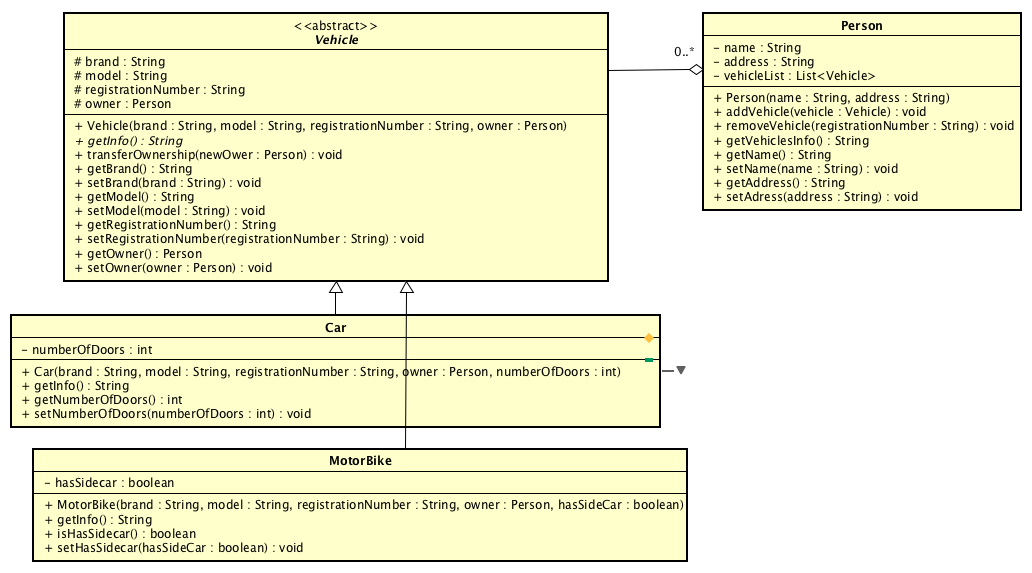 <<abstract>>
Vehicle
# brand : String
# model : String
# registrationNumber : String
# owner : Person
+ Vehicle(brand : String, model : String, registrationNumber : String, owner : Person)
+ getInfo() : String
+ transferOwnership(newOwer : Person) : void
+ getBrand() : String
+ setBrand(brand : String) : void
+ getModel() : String
+ setModel(model : String) : void
+ getRegistrationNumber() : String
+ setRegistrationNumber(registrationNumber : String) : void
+ getOwner() : Person
+ setOwner(owner : Person) : void
0..*
Person
- name : String
- address : String
- vehicleList : List<Vehicle>
+ Person(name : String, address : String)
+ addVehicle(vehicle : Vehicle) : void
+ removeVehicle(registrationNumber : String) : void
+ getVehiclesInfo() : String
+ getName() : String
+ setName(name : String) : void
+ getAddress() : String
+ setAdress(address : String) : void
Car
- numberOfDoors : int
+ Car(brand : String, model : String, registrationNumber : String, owner : Person, numberOfDoors : int)
+ getInfo() : String
+ getNumberOfDoors() : int
+ setNumberOfDoors(numberOfDoors : int) : void
MotorBike
- hasSidecar : boolean
+ MotorBike(brand : String, model : String, registrationNumber : String, owner : Person, hasSideCar : boolean)
+ getInfo() : String
+ isHasSidecar() : boolean
+ setHasSidecar(hasSideCar : boolean) : void